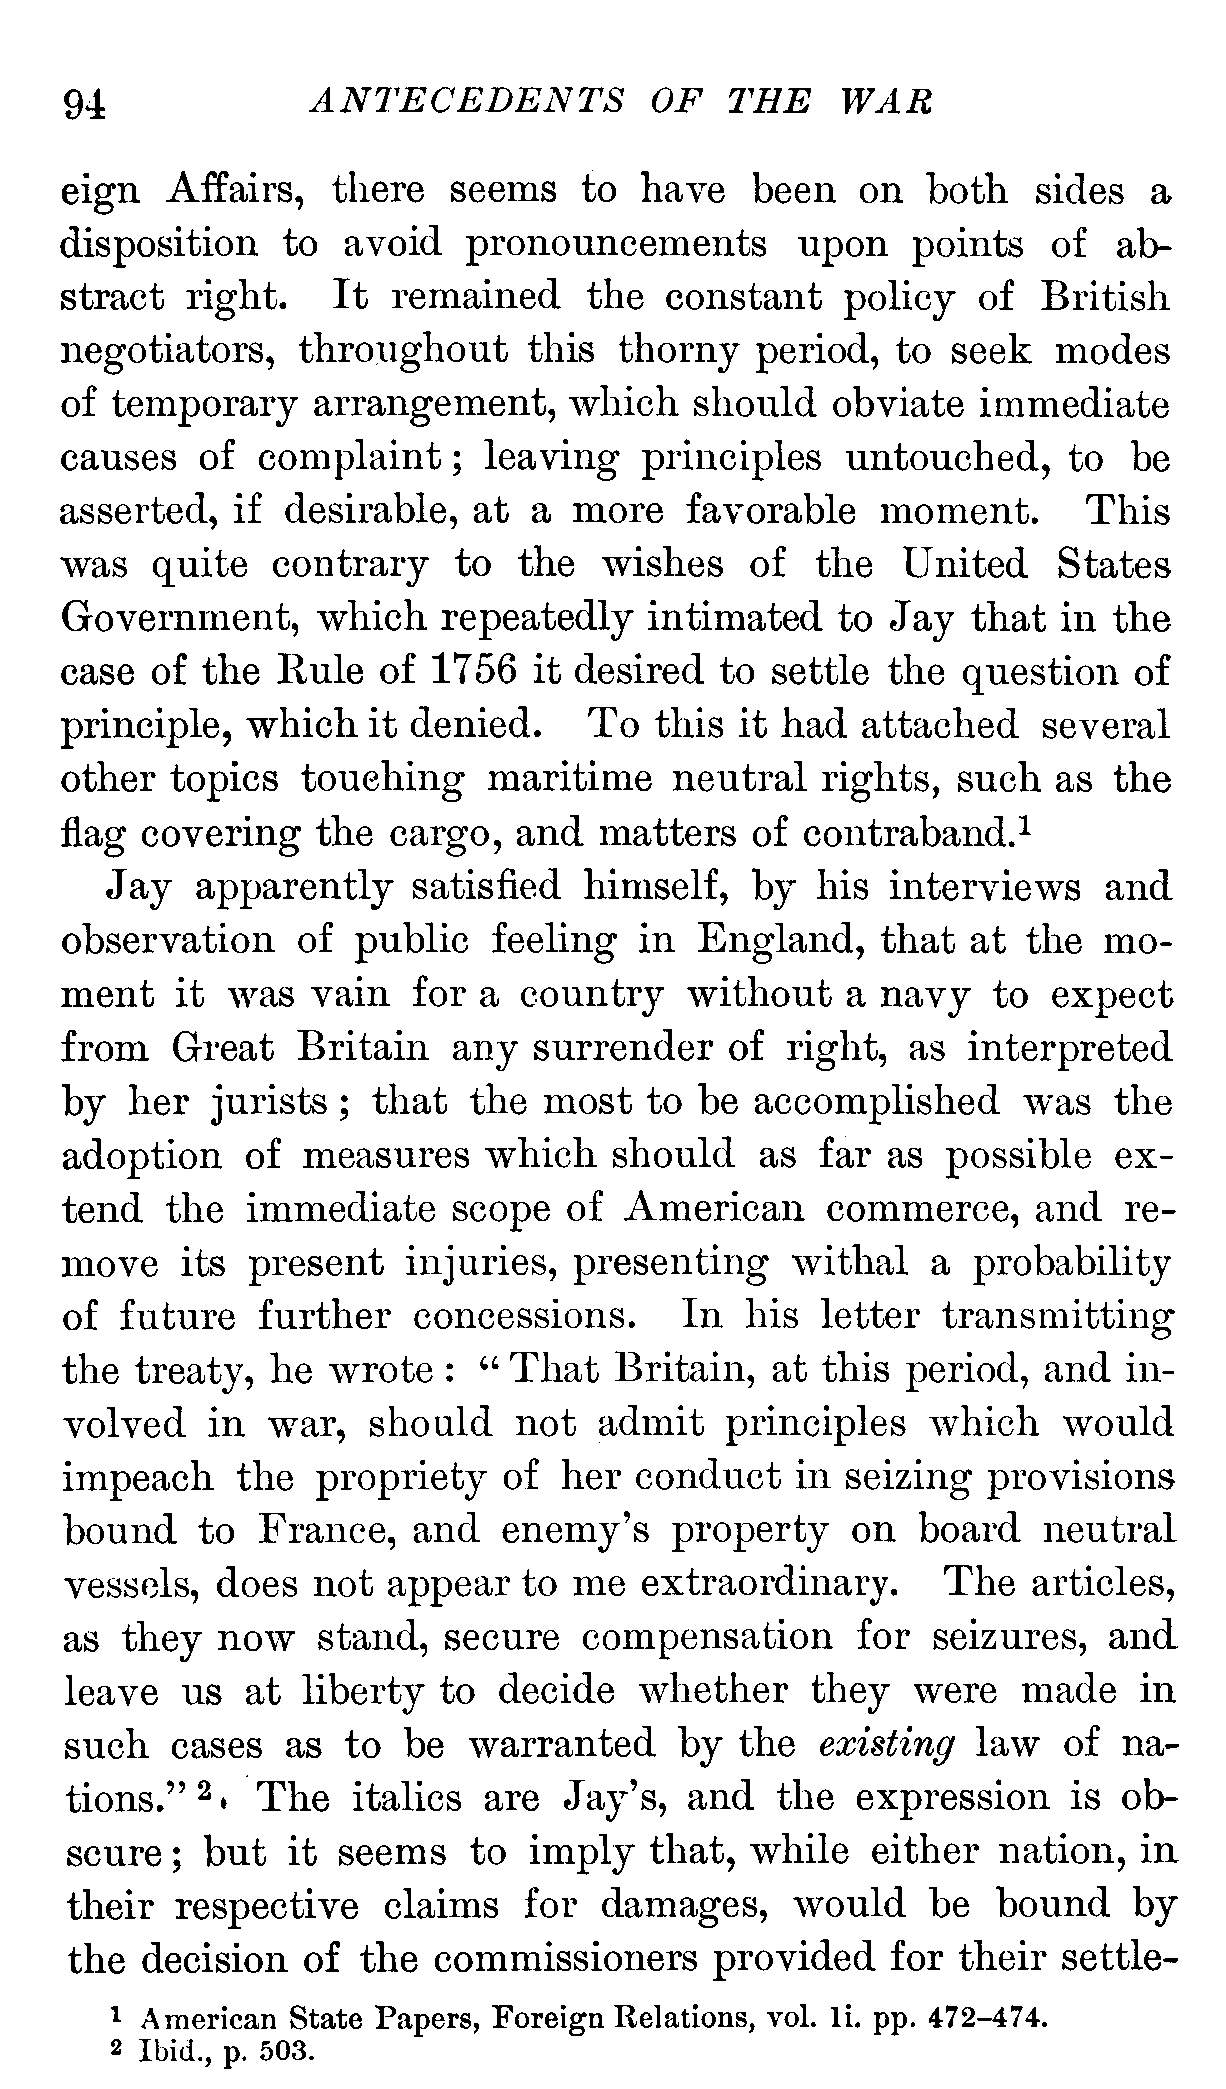 94 ANTECEDENTS OF THE WAR
eign Affairs, there seems to have been on both sides a
disposition to avoid pronouncements upon points of ab-
stract right. It remained the constant policy of British
negotiators, throughout this thorny period, to seek modes
of temporary arrangement, which should obviate immediate
causes of complaint; leaving principles untouched, to be
asserted, if desirable, at a more favorable moment. This
was quite contrary to the wishes of the United States
Government, which repeatedly intimated to Jay that in the
case of the Rule of 1756 it desired to settle the question of
principle, which it denied. To this it had attached several
other topics touching maritime neutral rights, such as the
flag covering the cargo, and matters of contraband.¹
Jay apparently satisfied himself, by his interviews and
observation of public feeling in England, that at the mo-
ment it was vain for a country without a navy to expect
from Great Britain any surrender of right, as interpreted
by her jurists; that the most to be accomplished was the
adoption of measures which should as far as possible ex-
tend the immediate scope of American commerce, and re-
move its present injuries, presenting withal a probability
of future further concessions. In his letter transmitting
the treaty, he wrote: "That Britain, at this period, and in-
volved in war, should not admit principles which would
impeach the propriety of her conduct in seizing provisions
bound to France, and enemy's property on board neutral
vessels, does not appear to me extraordinary. The articles,
as they now stand, secure compensation for seizures, and
leave us at liberty to decide whether they were made in
such cases as to be warranted by the existing law of na-
tions." ². The italics are Jay's, and the expression is ob-
scure; but it seems to imply that, while either nation, in
their respective claims for damages, would be bound by
the decision of the commissioners provided for their settle-
¹ American State Papers, Foreign Relations, vol. li. pp. 472–474.
² Ibid., p. 503.